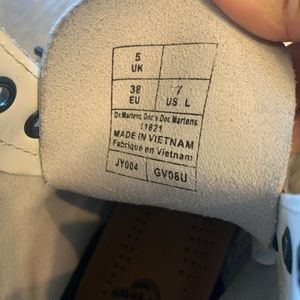 5
UK
38
EU
7
US L
Dr.Martens Doc's Doc Martens
11821
MADE IN VIETNAM
Fabriqué en Vietnam
JY004
GV08U